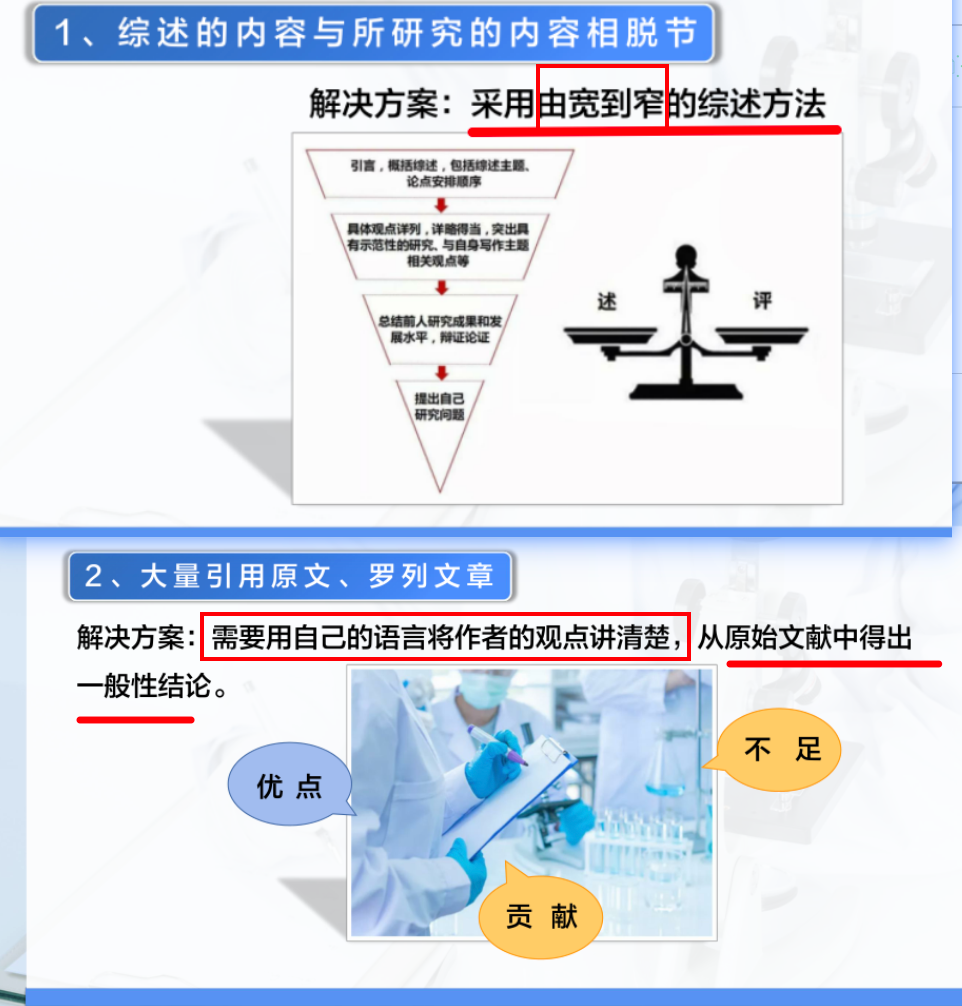 1、综述的内容与所研究的内容相脱节
解决方案：采用由宽到窄的综述方法
引言，概括综述，包括综述主题、
论点安排顺序
具体观点详列，详略得当，突出具
有示范性的研究、与自身写作主题
相关观点等
总结前人研究成果和发
展水平，辩证论证
提出自己
研究问题
述
评
2、大量引用原文、罗列文章
解决方案：需要用自己的语言将作者的观点讲清楚，从原始文献中得出
一般性结论。
不 足
优 点
贡 献